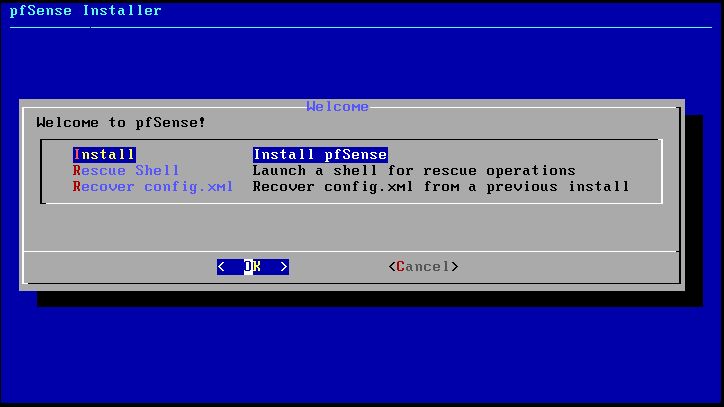 pfSense Installer
Welcome
Welcome to pfSense!
Install Install pfSense
Rescue Shell Launch a shell for rescue operations
Recover config.xml Recover config.xml from a previous install
< OK > <Cancel>